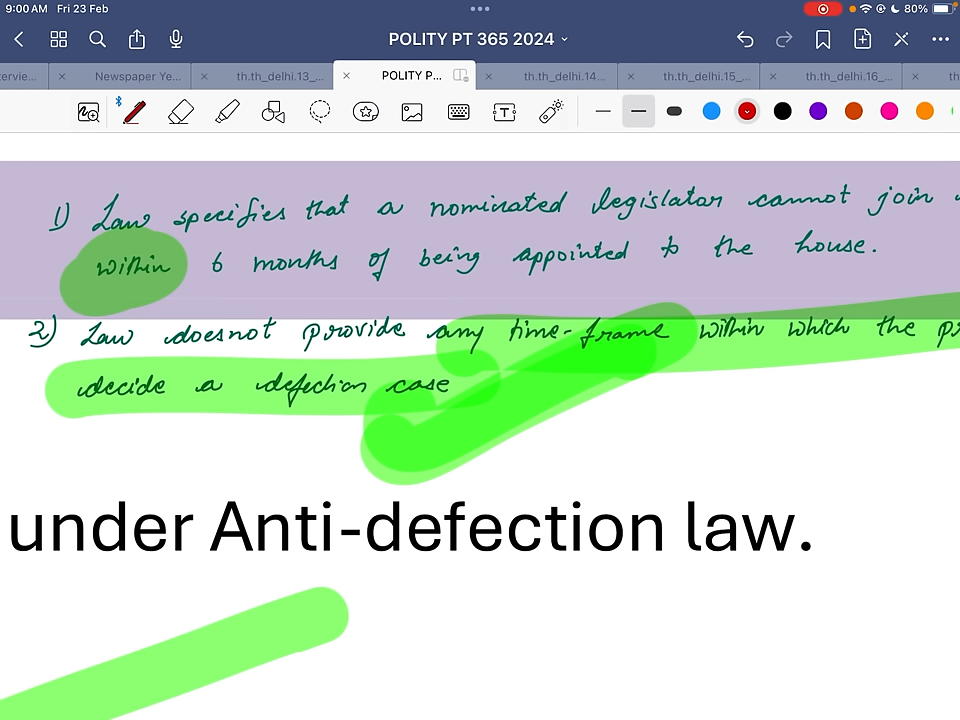 9:00 AM Fri 23 Feb
80%
POLITY PT 365 2024
Newspaper Ye...
th.th_delhi.13_...
POLITY P...
th.th_delhi.14...
th.th_delhi.15_...
th.th_delhi.16_...
1) Law specifies that a nominated legislator cannot join
within 6 months of being appointed to the house.
2) Law doesnot provide any time-frame within which the
decide a defection case
under Anti-defection law.